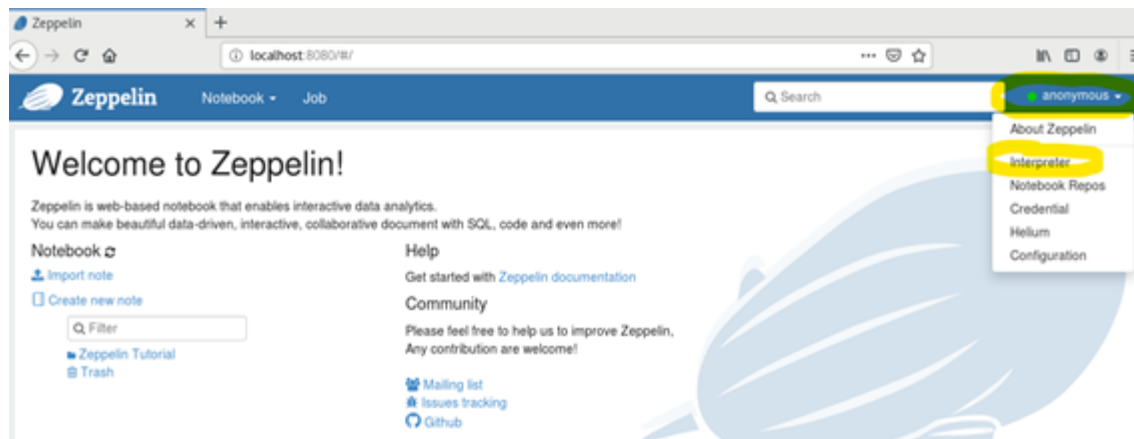 Zeppelin
localhost:8080/#/
Zeppelin Notebook Job Search anonymous
About Zeppelin
Interpreter
Notebook Repos
Credential
Helium
Configuration
Welcome to Zeppelin!
Zeppelin is web-based notebook that enables interactive data analytics.
You can make beautiful data-driven, interactive, collaborative document with SQL, code and even more!
Notebook
Import note
Create new note
Filter
Zeppelin Tutorial
Trash
Help
Get started with Zeppelin documentation
Community
Please feel free to help us to improve Zeppelin,
Any contribution are welcome!
Mailing list
Issues tracking
Github